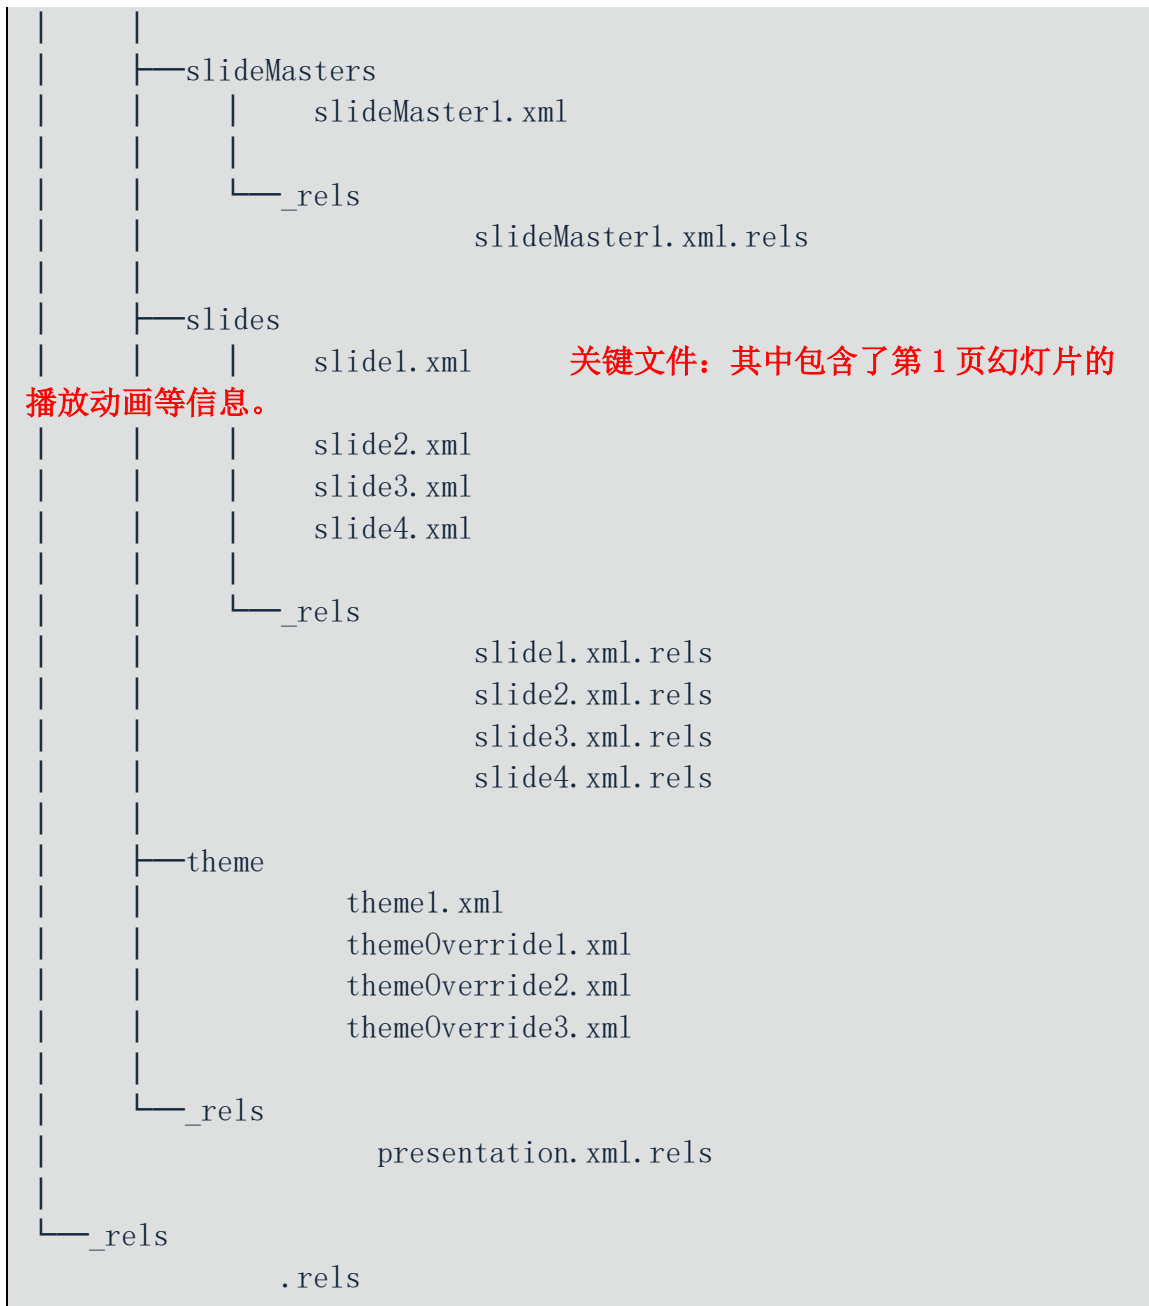 │     │
│     ├──slideMasters
│     │     │     slideMaster1.xml
│     │     │
│     │     └──_rels
│     │                     slideMaster1.xml.rels
│     │
│     ├──slides
│     │     │     slide1.xml      关键文件：其中包含了第 1 页幻灯片的
播放动画等信息。
│     │     │     slide2.xml
│     │     │     slide3.xml
│     │     │     slide4.xml
│     │     │
│     │     └──_rels
│     │                     slide1.xml.rels
│     │                     slide2.xml.rels
│     │                     slide3.xml.rels
│     │                     slide4.xml.rels
│     │
│     ├──theme
│     │             theme1.xml
│     │             themeOverride1.xml
│     │             themeOverride2.xml
│     │             themeOverride3.xml
│     │
│     └──_rels
│                     presentation.xml.rels
│
└──_rels
                .rels